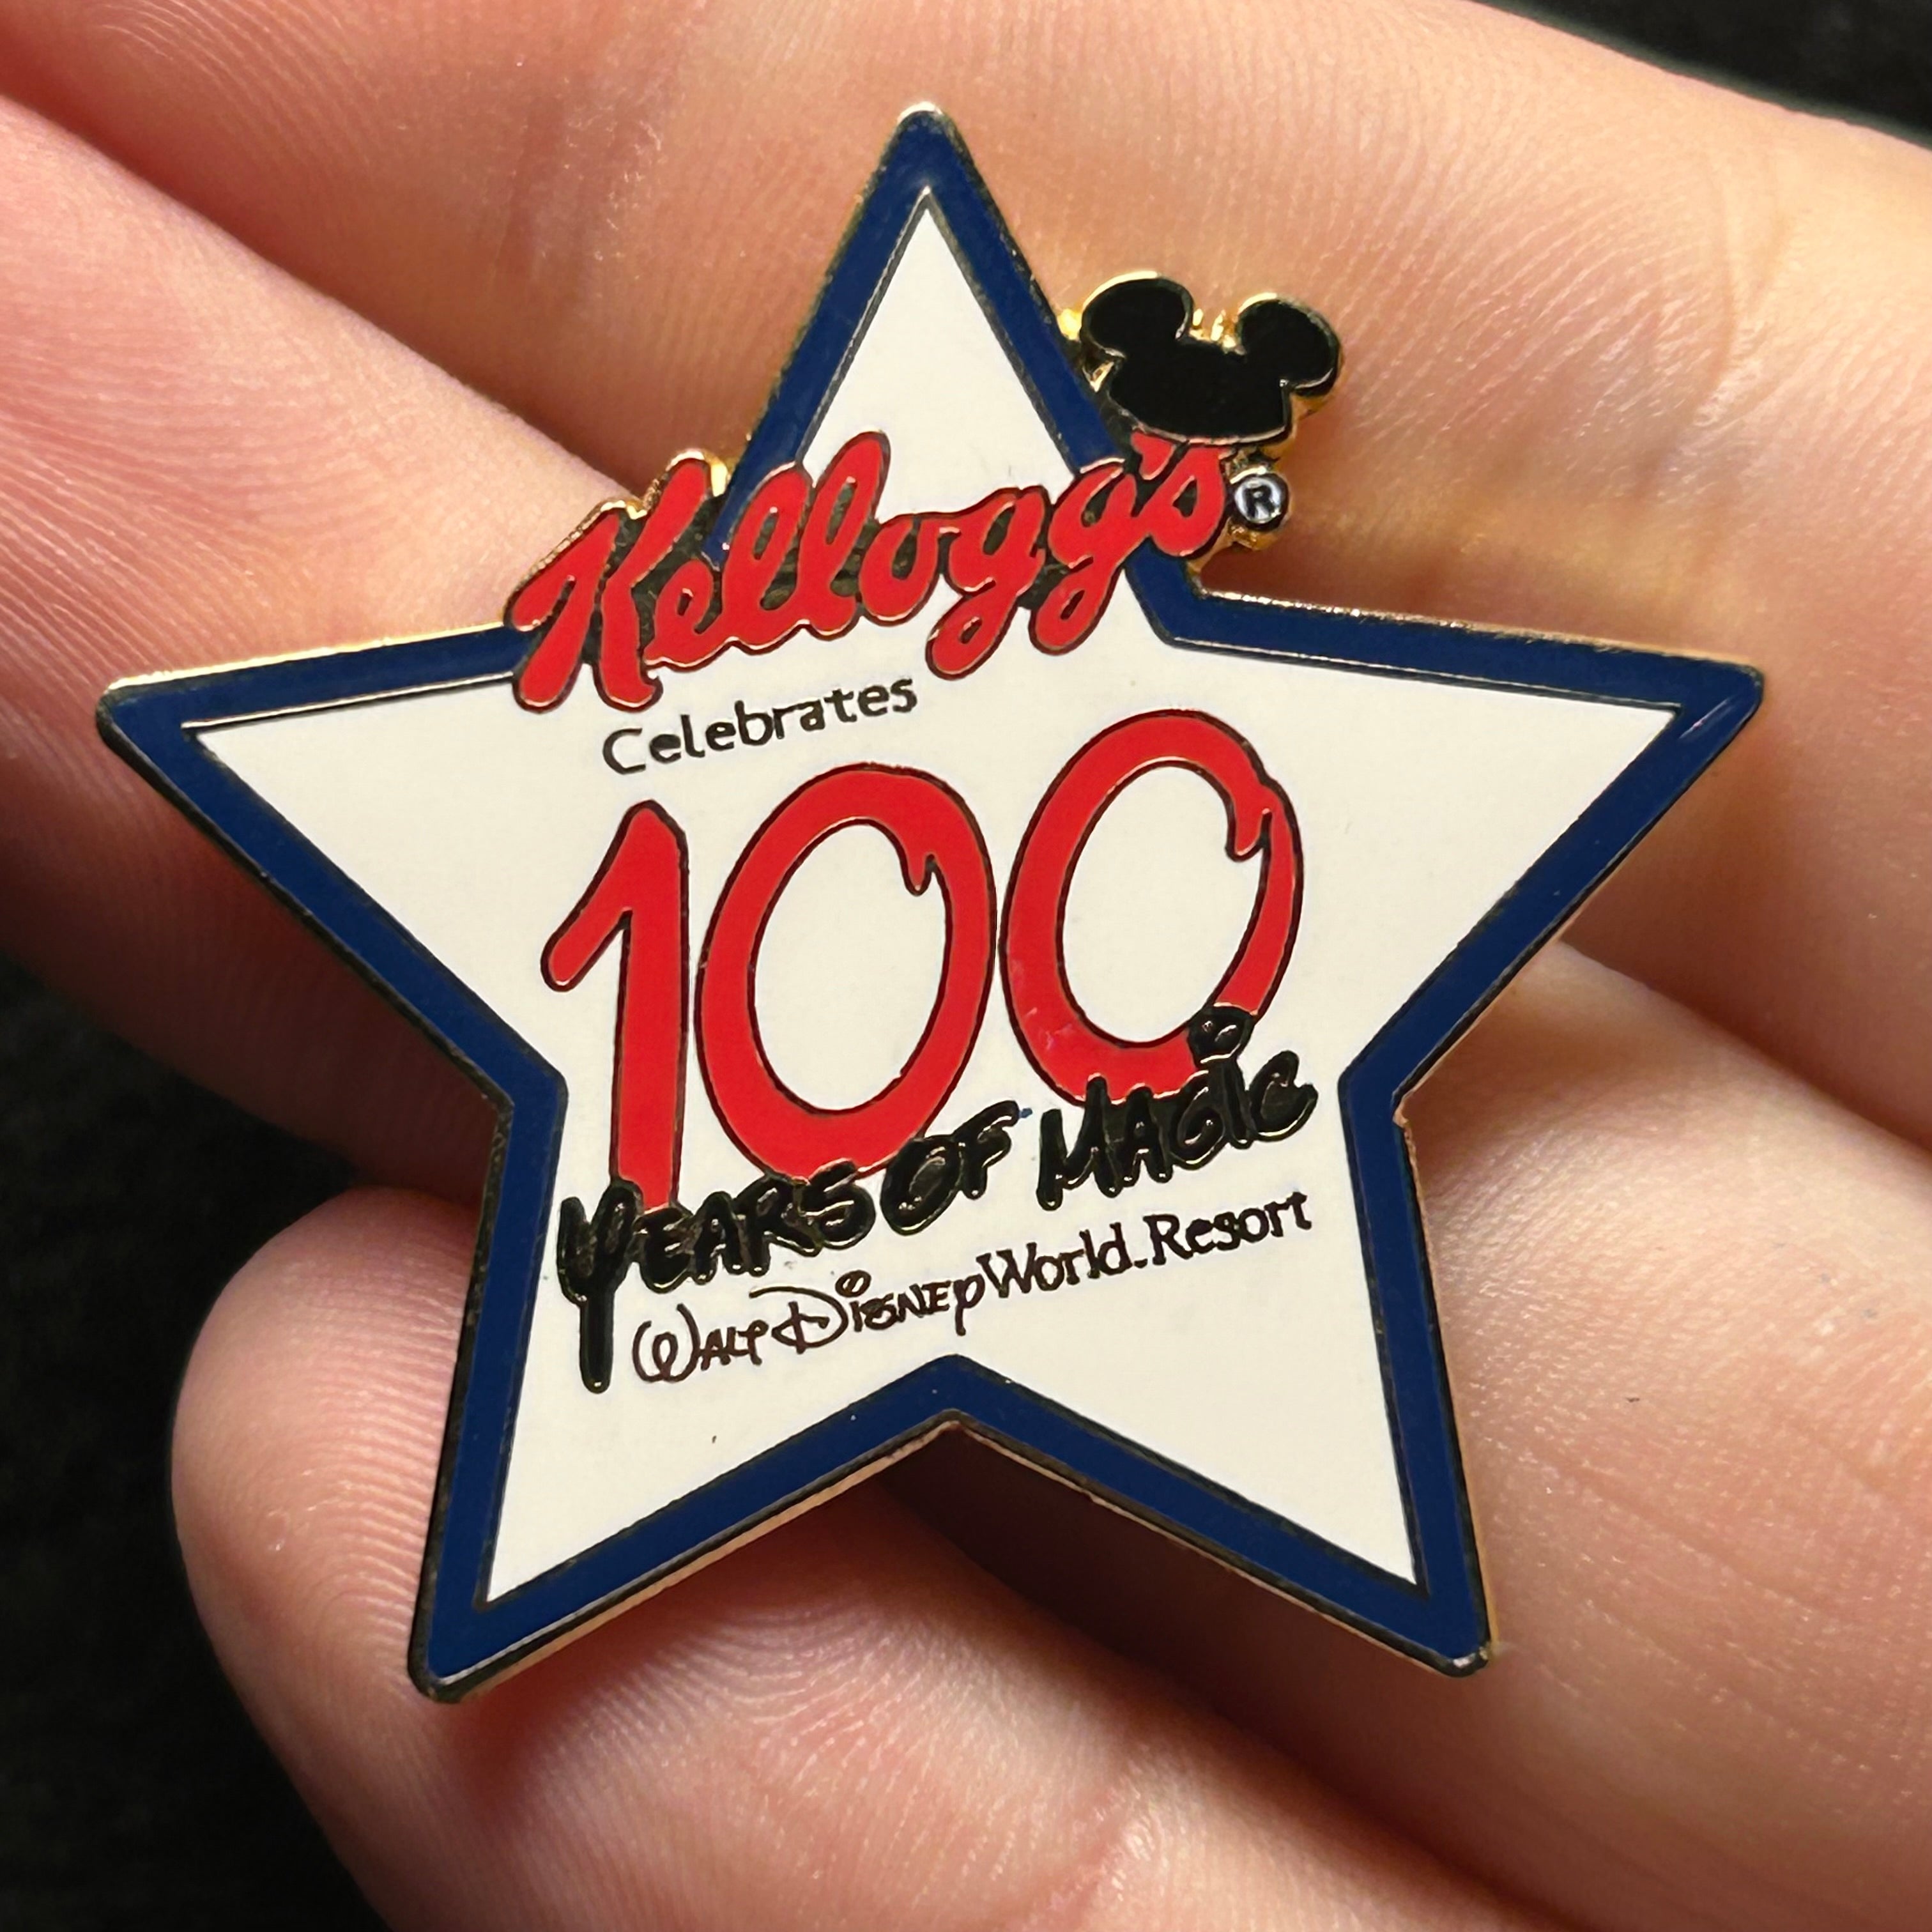 Kellogg's®
Celebrates
100
YEARS OF MAGIC
WALT DISNEY World. Resort